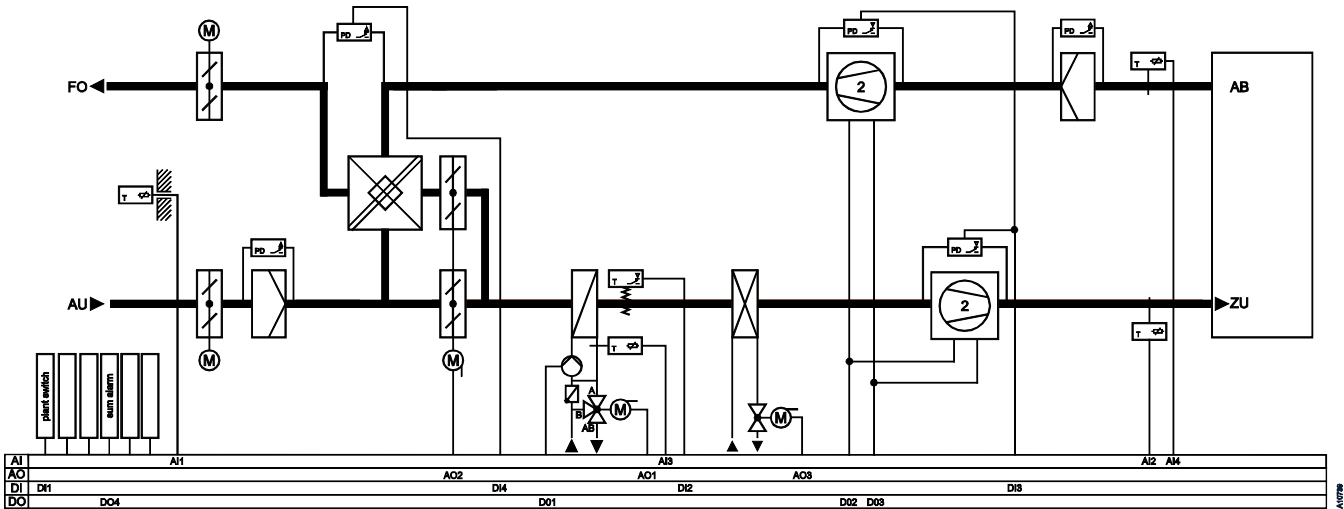 M
PD
PD
PD
FO
2
T
AB
T
PD
PD
AU
2
ZU
T
T
M
M
T
plant switch
sum alarm
A
B
M
M
AB
AI AI1 AI3 AI2 AI4
AO AO2 AO1 AO3
DI DI1 DI4 DI2 DI3
DO DO4 D01 D02 D03
A10789